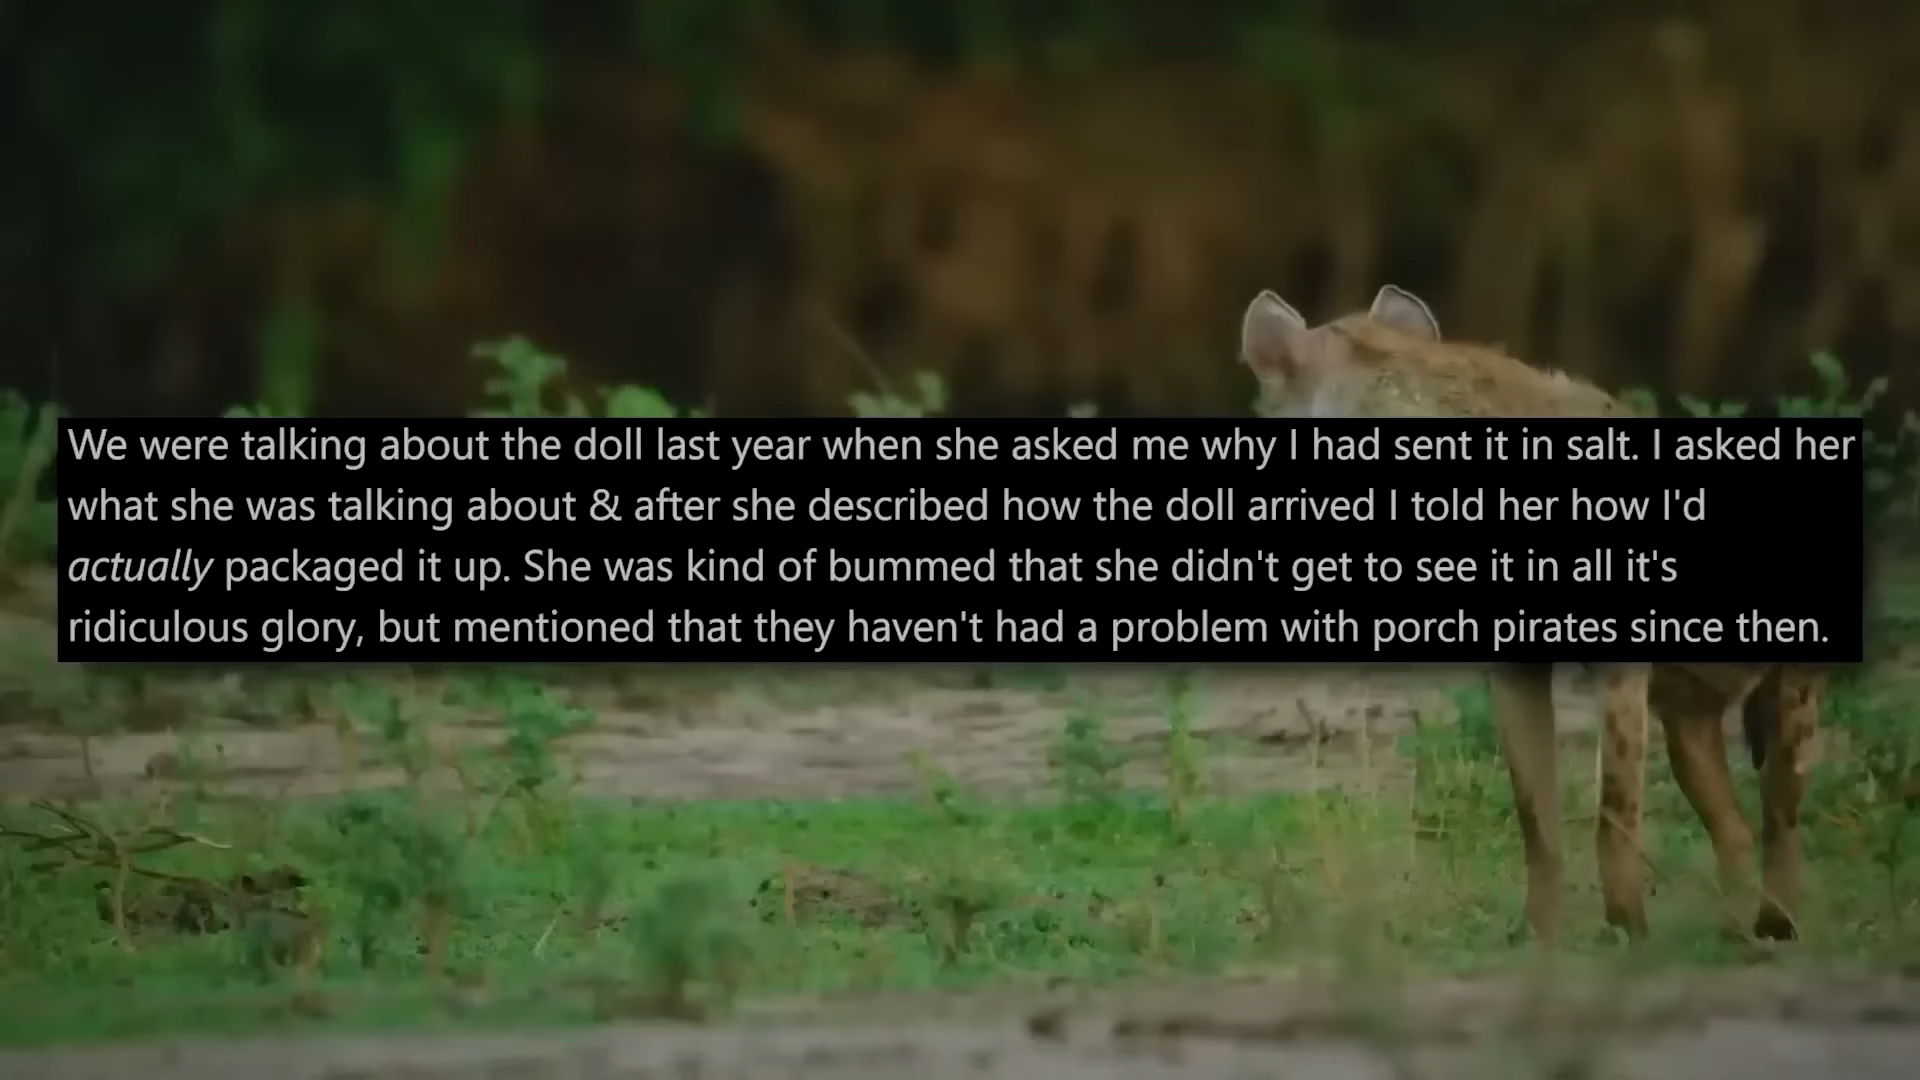 We were talking about the doll last year when she asked me why I had sent it in salt. I asked her
what she was talking about & after she described how the doll arrived I told her how I'd
actually packaged it up. She was kind of bummed that she didn't get to see it in all it's
ridiculous glory, but mentioned that they haven't had a problem with porch pirates since then.